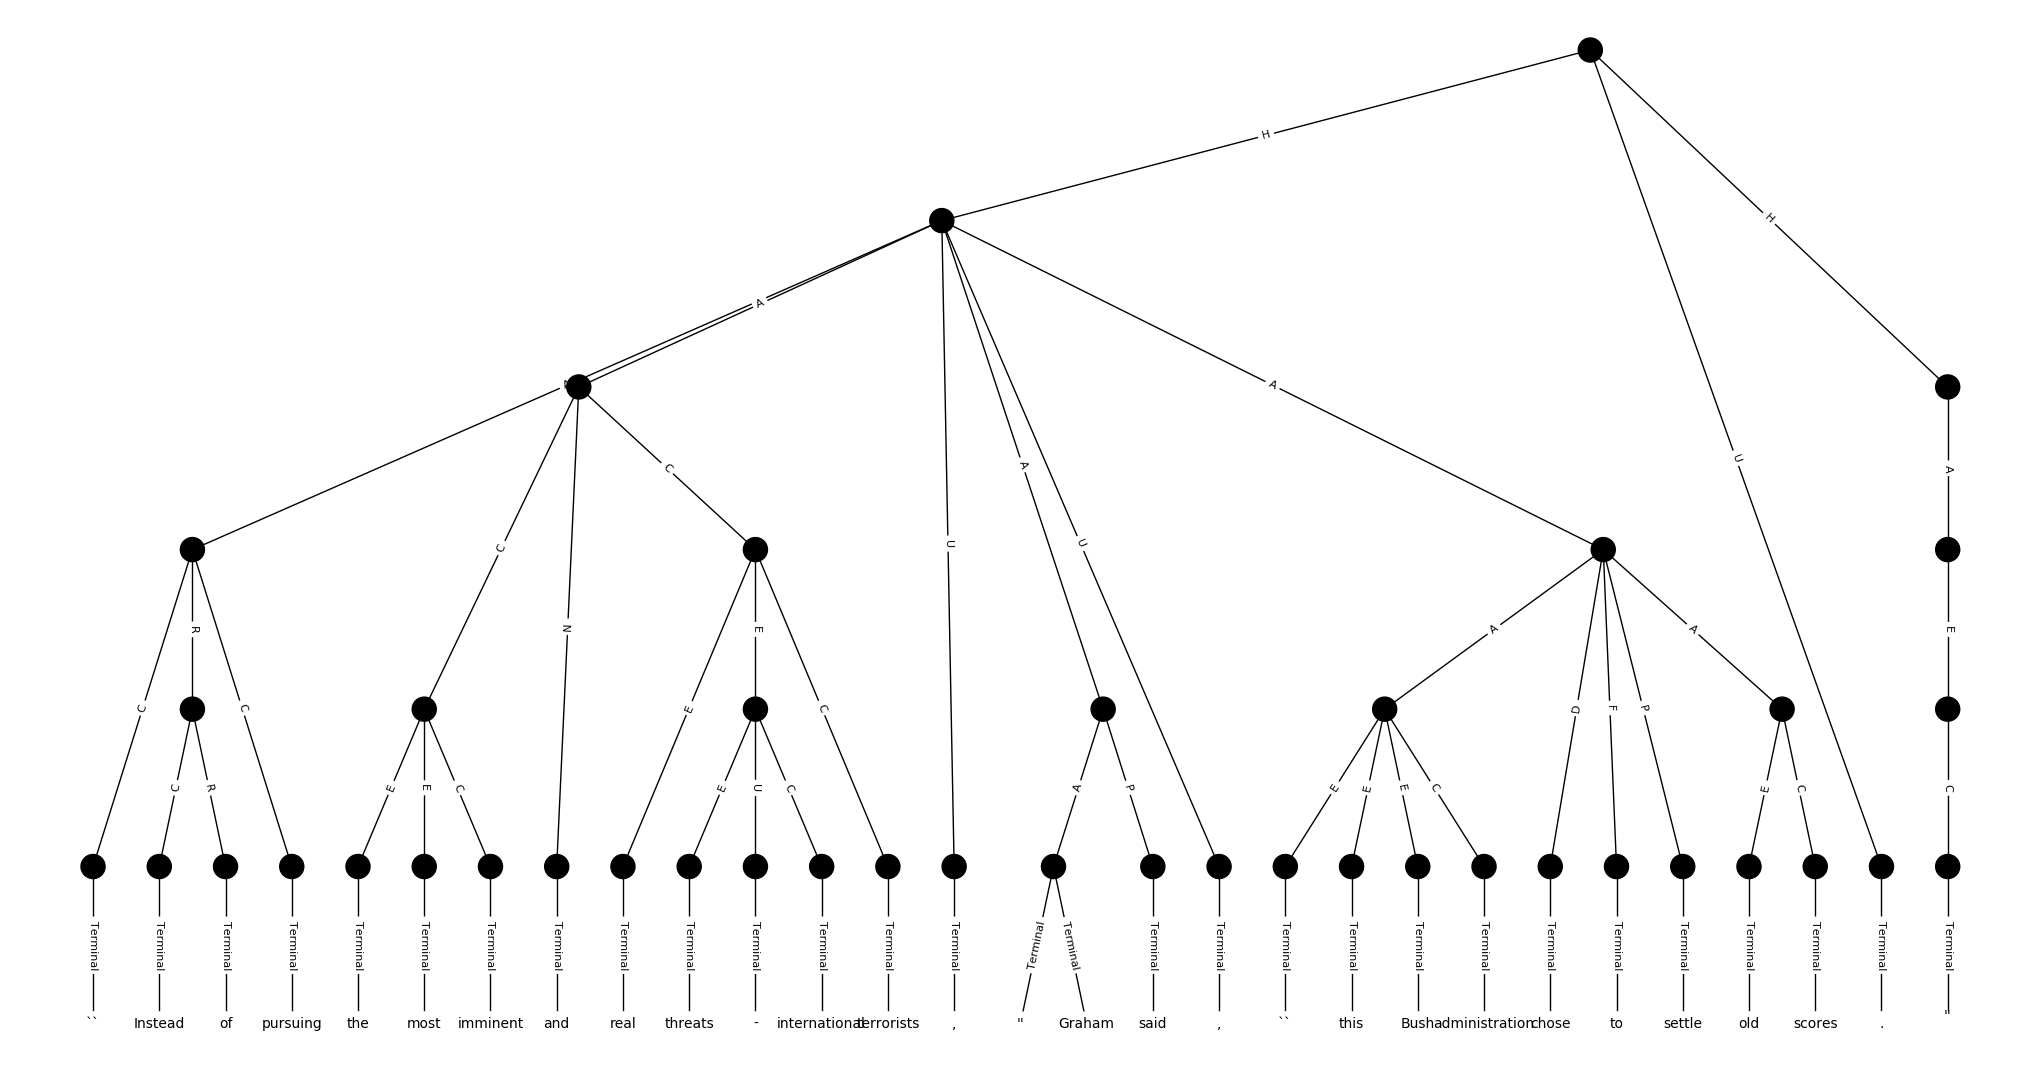 H
H
A
A
C
A
U
C
U
A
U
A
R
C
N
E
A
A
E
C
C
E
C
D
F
P
C
C
R
E
E
C
E
U
C
A
P
E
E
E
C
E
C
Terminal Terminal Terminal Terminal Terminal Terminal Terminal Terminal Terminal Terminal Terminal Terminal Terminal Terminal Terminal Terminal Terminal Terminal Terminal Terminal Terminal Terminal Terminal Terminal Terminal Terminal Terminal Terminal Terminal
`` Instead of pursuing the most imminent and real threats - international terrorists , " Graham said , `` this Bush administration chose to settle old scores . "